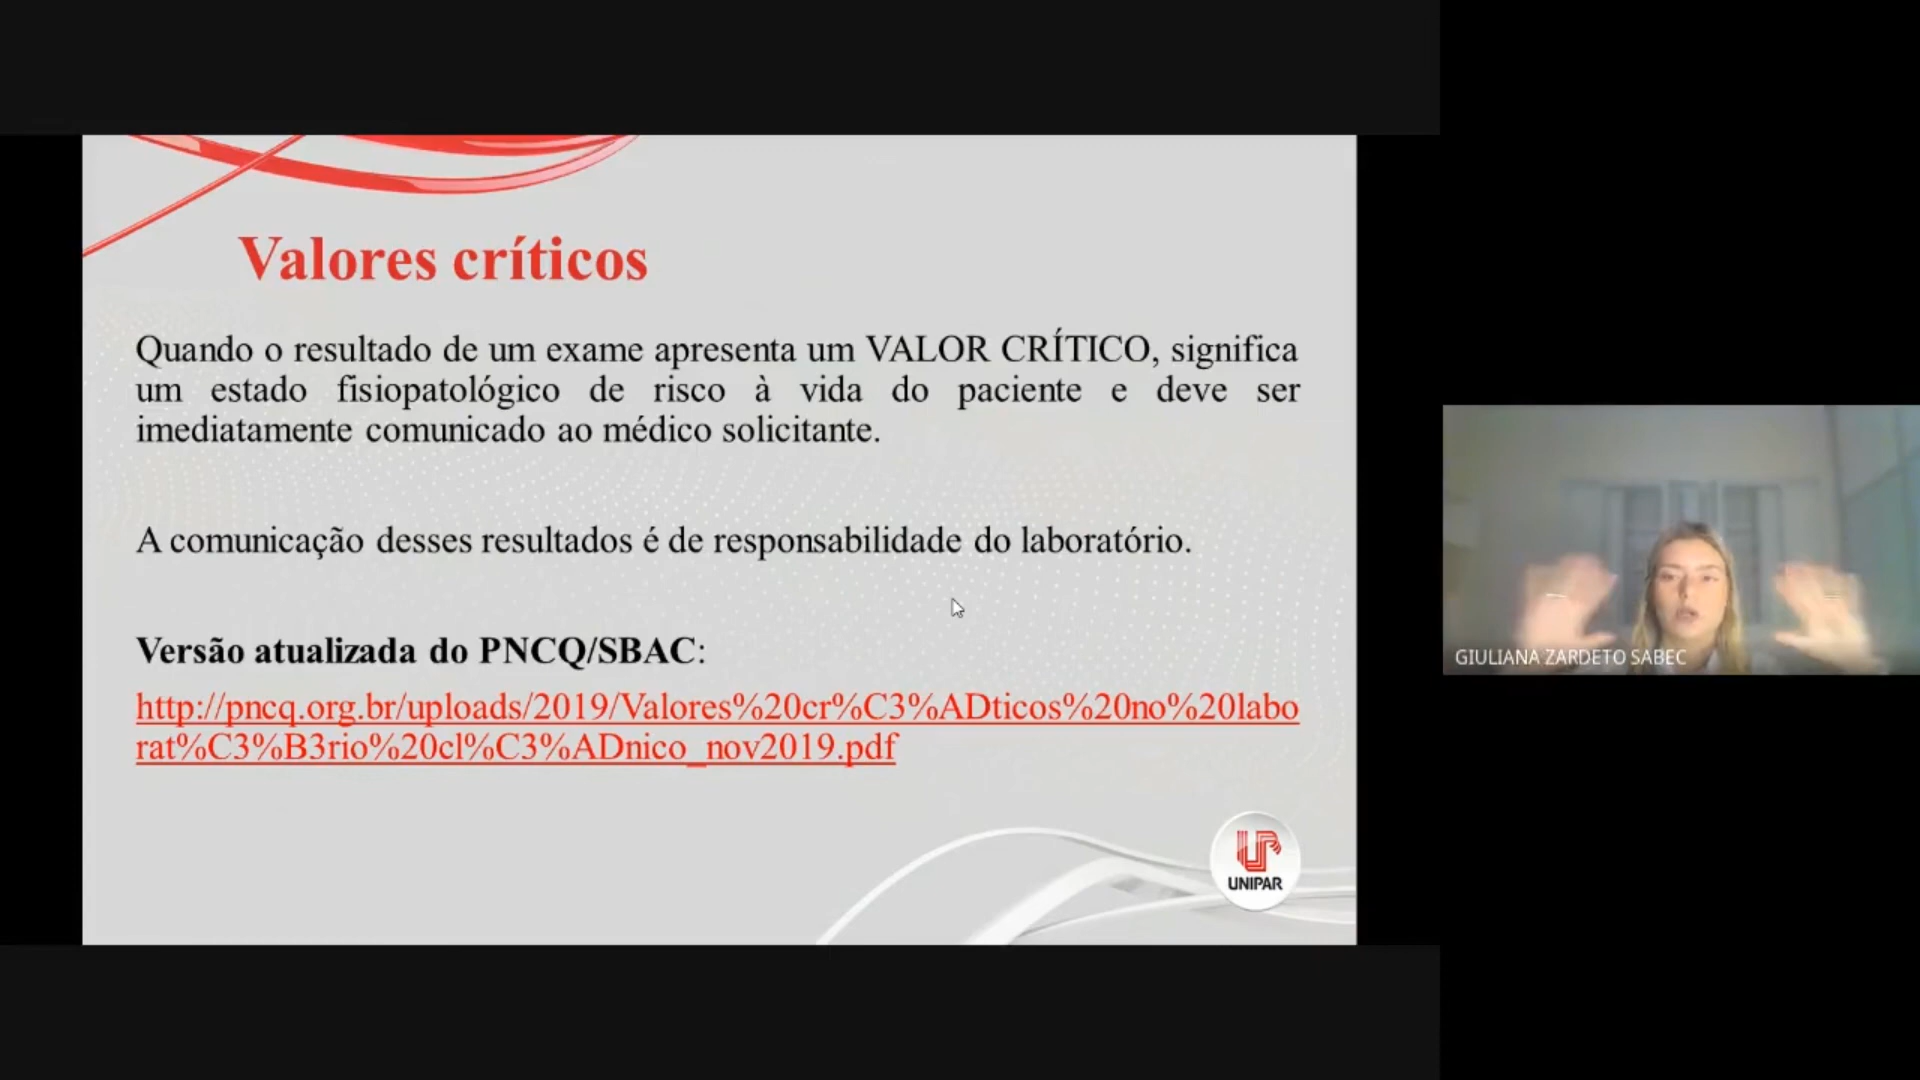 Valores críticos
Quando o resultado de um exame apresenta um VALOR CRÍTICO, significa
um estado fisiopatológico de risco à vida do paciente e deve ser
imediatamente comunicado ao médico solicitante.
A comunicação desses resultados é de responsabilidade do laboratório.
Versão atualizada do PNCQ/SBAC:
http://pncq.org.br/uploads/2019/Valores%20cr%C3%ADticos%20no%20labo
rat%C3%B3rio%20cl%C3%ADnico_nov2019.pdf
UNIPAR
GIULIANA ZARDETO SABEC